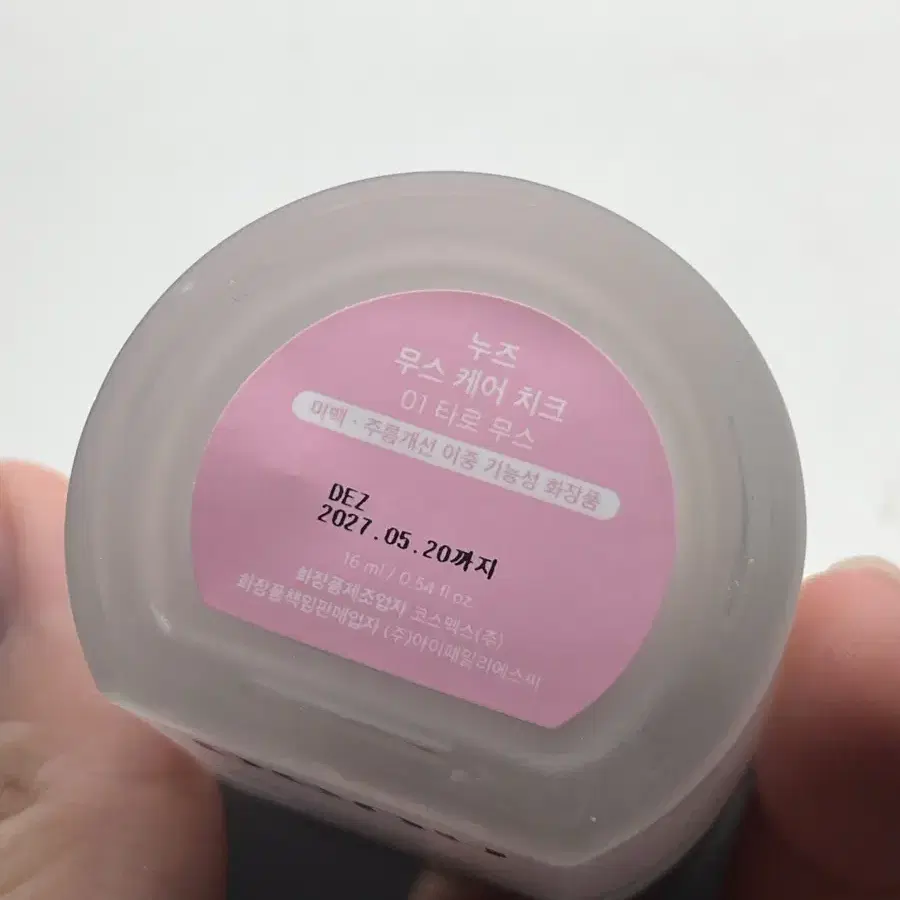 누즈
무스 케어 치크
01 타로 무스
미백 · 주름개선 이중 기능성 화장품
DEZ
2027.05.20까지
16 ml / 0.54 fl oz
화장품제조업자 코스맥스(주)
화장품책임판매업자 (주)아이패밀리에스씨